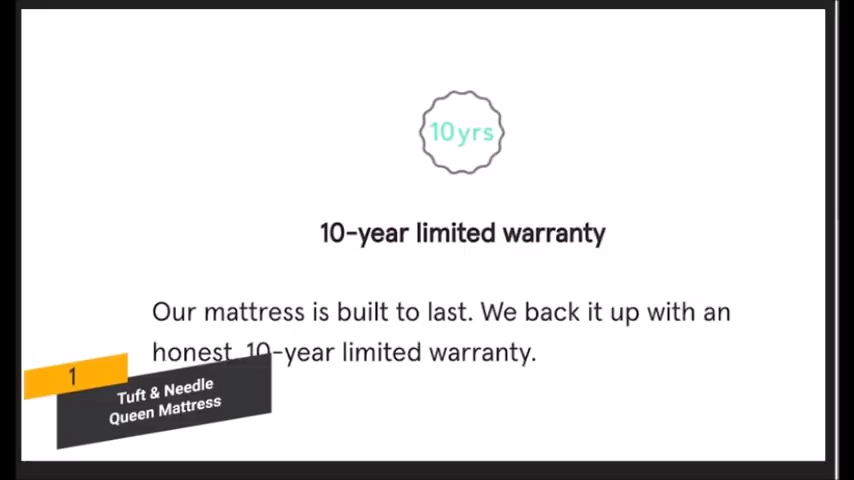 10yrs
10-year limited warranty
Our mattress is built to last. We back it up with an
honest, 10-year limited warranty.
1
Tuft & Needle
Queen Mattress